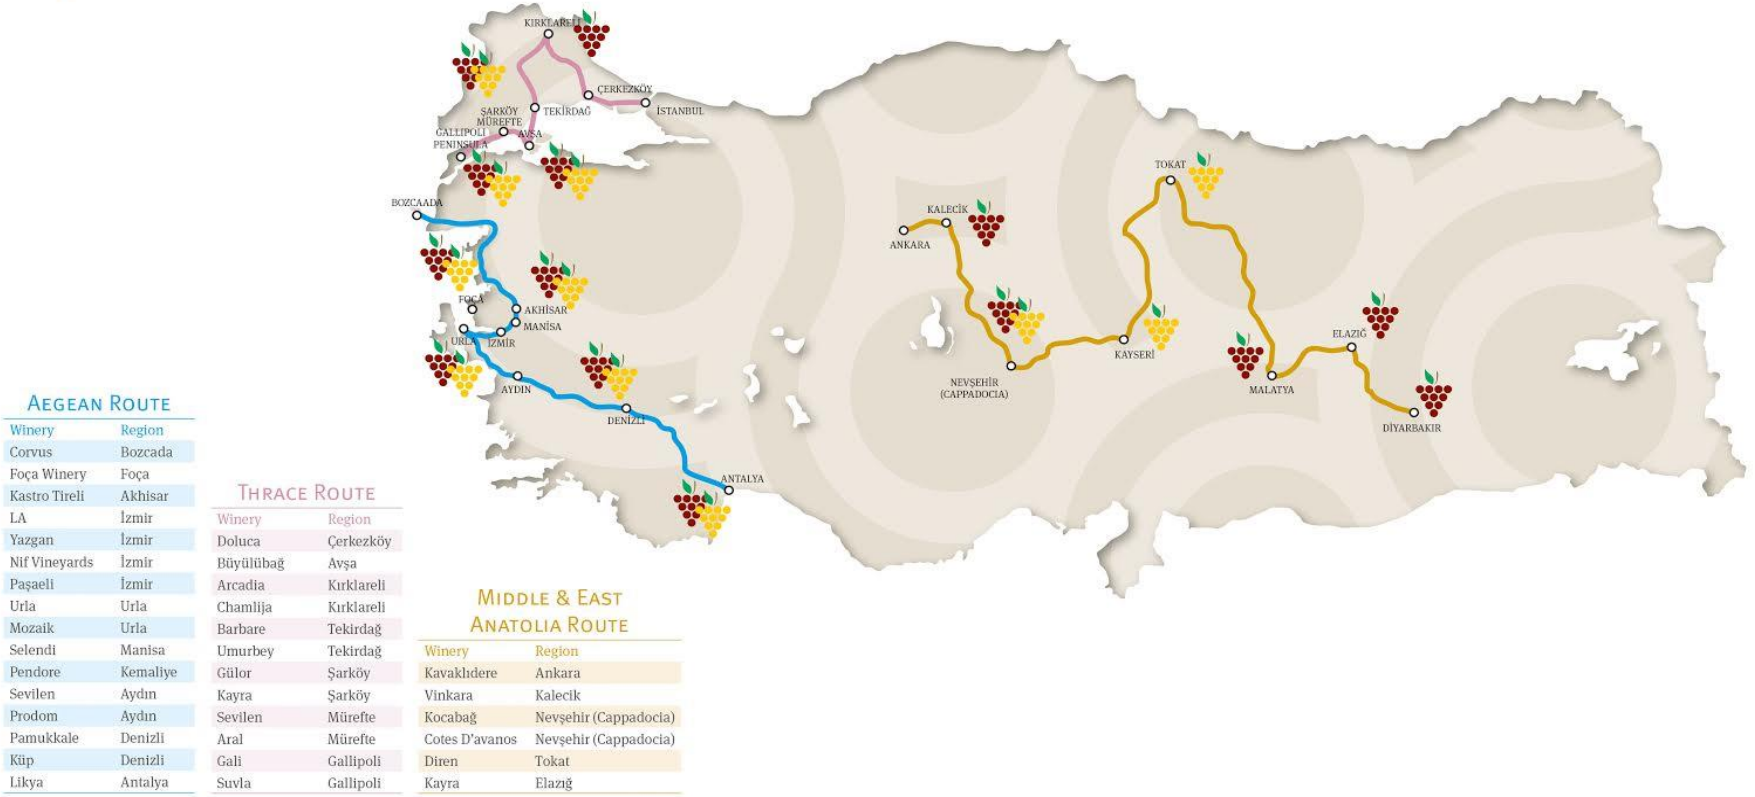 KIRKLARELİ
ÇERKEZKÖY
İSTANBUL
TEKİRDAĞ
ŞARKÖY
MÜREFTE
AVŞA
GALLIPOLI
PENINSULA
BOZCAADA
FOÇA
AKHİSAR
MANİSA
URLA
İZMİR
AYDIN
DENİZLİ
ANTALYA
ANKARA
KALECİK
NEVŞEHİR
(CAPPADOCIA)
KAYSERİ
TOKAT
MALATYA
ELAZIĞ
DİYARBAKIR
AEGEAN ROUTE
Winery Region
Corvus Bozcada
Foça Winery Foça
Kastro Tireli Akhisar
LA İzmir
Yazgan İzmir
Nif Vineyards İzmir
Paşaeli İzmir
Urla Urla
Mozaik Urla
Selendi Manisa
Pendore Kemaliye
Sevilen Aydın
Prodom Aydın
Pamukkale Denizli
Küp Denizli
Likya Antalya
THRACE ROUTE
Winery Region
Doluca Çerkezköy
Büyülübağ Avşa
Arcadia Kırklareli
Chamlija Kırklareli
Barbare Tekirdağ
Umurbey Tekirdağ
Gülor Şarköy
Kayra Şarköy
Sevilen Mürefte
Aral Mürefte
Gali Gallipoli
Suvla Gallipoli
MIDDLE & EAST
ANATOLIA ROUTE
Winery Region
Kavaklıdere Ankara
Vinkara Kalecik
Kocabağ Nevşehir (Cappadocia)
Cotes D'avanos Nevşehir (Cappadocia)
Diren Tokat
Kayra Elazığ